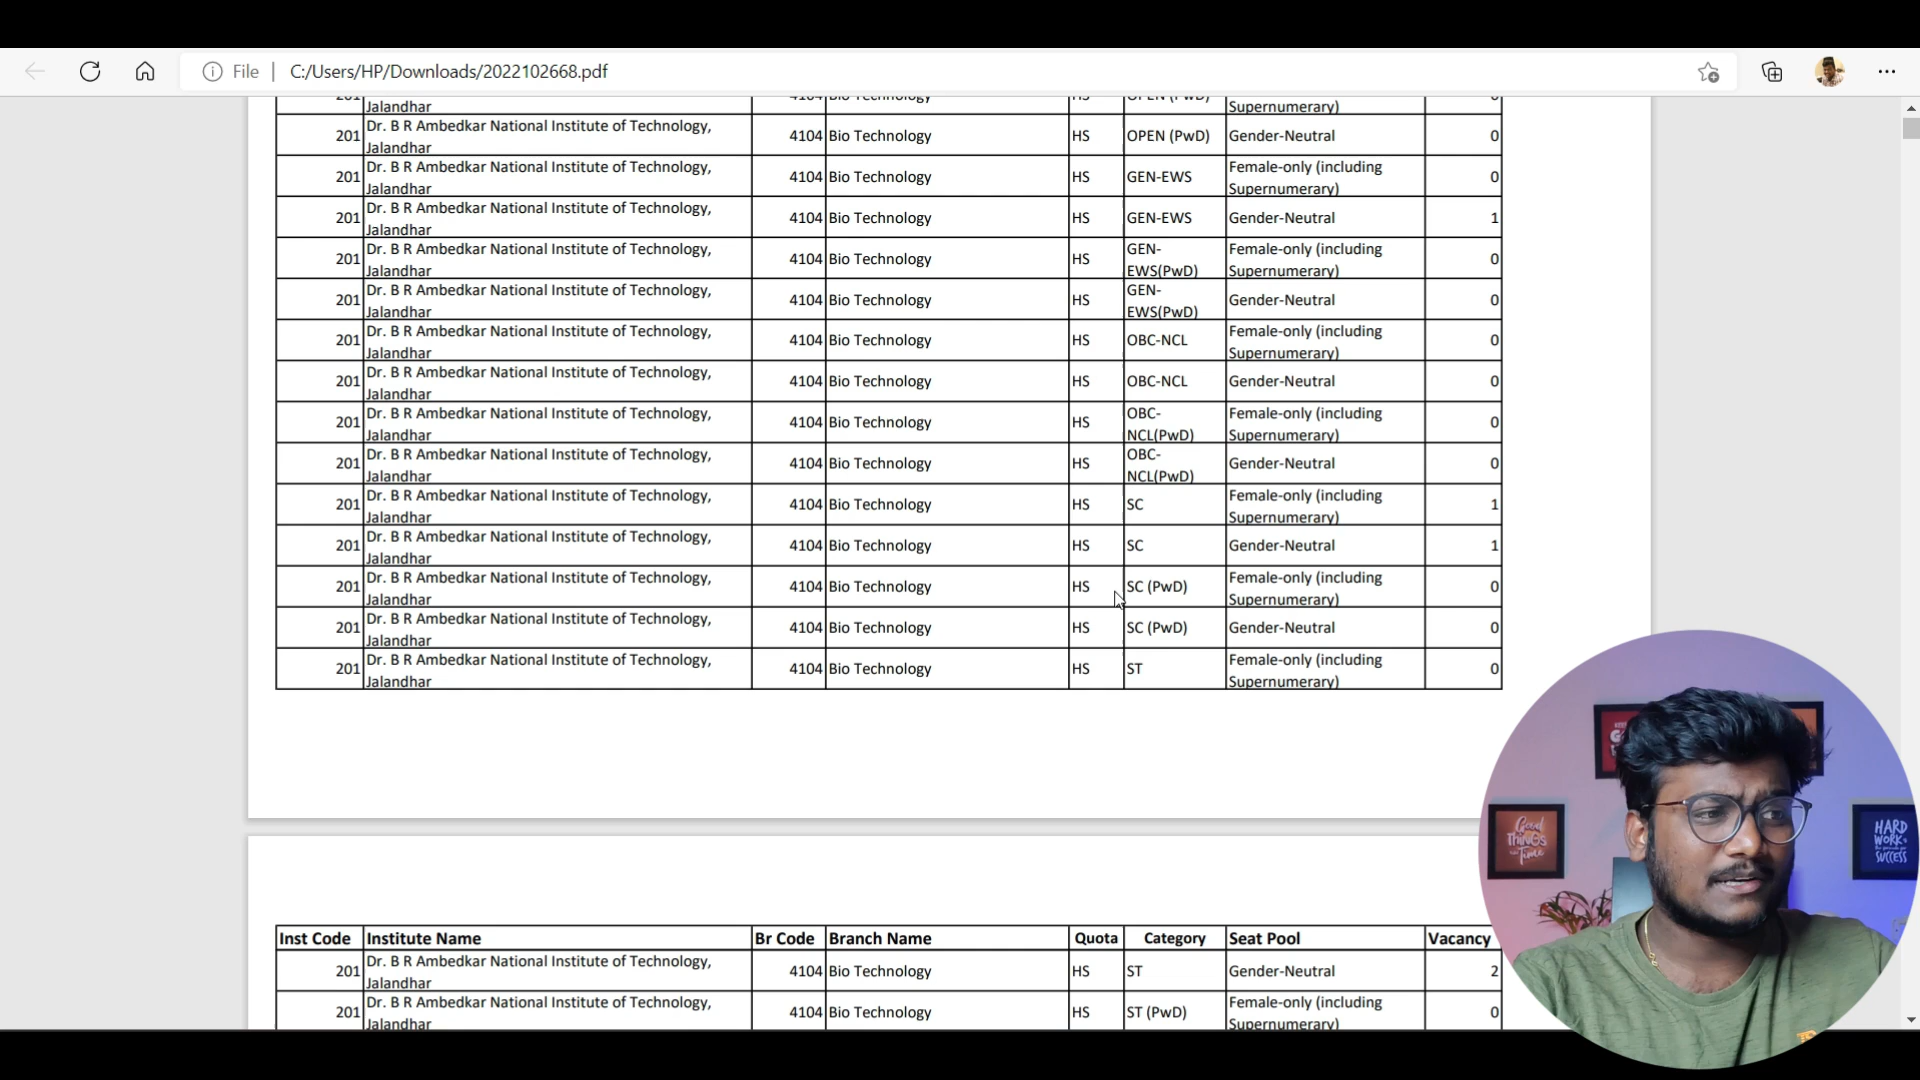 File | C:/Users/HP/Downloads/2022102668.pdf
201 Jalandhar 4104 Bio Technology HS OPEN (PwD) Supernumerary) 0
201 Dr. B R Ambedkar National Institute of Technology, Jalandhar 4104 Bio Technology HS OPEN (PwD) Gender-Neutral 0
201 Dr. B R Ambedkar National Institute of Technology, Jalandhar 4104 Bio Technology HS GEN-EWS Female-only (including Supernumerary) 0
201 Dr. B R Ambedkar National Institute of Technology, Jalandhar 4104 Bio Technology HS GEN-EWS Gender-Neutral 1
201 Dr. B R Ambedkar National Institute of Technology, Jalandhar 4104 Bio Technology HS GEN-EWS(PwD) Female-only (including Supernumerary) 0
201 Dr. B R Ambedkar National Institute of Technology, Jalandhar 4104 Bio Technology HS GEN-EWS(PwD) Gender-Neutral 0
201 Dr. B R Ambedkar National Institute of Technology, Jalandhar 4104 Bio Technology HS OBC-NCL Female-only (including Supernumerary) 0
201 Dr. B R Ambedkar National Institute of Technology, Jalandhar 4104 Bio Technology HS OBC-NCL Gender-Neutral 0
201 Dr. B R Ambedkar National Institute of Technology, Jalandhar 4104 Bio Technology HS OBC-NCL(PwD) Female-only (including Supernumerary) 0
201 Dr. B R Ambedkar National Institute of Technology, Jalandhar 4104 Bio Technology HS OBC-NCL(PwD) Gender-Neutral 0
201 Dr. B R Ambedkar National Institute of Technology, Jalandhar 4104 Bio Technology HS SC Female-only (including Supernumerary) 1
201 Dr. B R Ambedkar National Institute of Technology, Jalandhar 4104 Bio Technology HS SC Gender-Neutral 1
201 Dr. B R Ambedkar National Institute of Technology, Jalandhar 4104 Bio Technology HS SC (PwD) Female-only (including Supernumerary) 0
201 Dr. B R Ambedkar National Institute of Technology, Jalandhar 4104 Bio Technology HS SC (PwD) Gender-Neutral 0
201 Dr. B R Ambedkar National Institute of Technology, Jalandhar 4104 Bio Technology HS ST Female-only (including Supernumerary) 0
Inst Code Institute Name Br Code Branch Name Quota Category Seat Pool Vacancy
201 Dr. B R Ambedkar National Institute of Technology, Jalandhar 4104 Bio Technology HS ST Gender-Neutral 2
201 Dr. B R Ambedkar National Institute of Technology, Jalandhar 4104 Bio Technology HS ST (PwD) Female-only (including Supernumerary) 0
Good
THiNGS
Time
HARD
WORK
SUCCESS